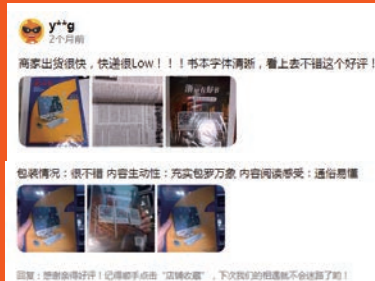 y**g
2个月前
商家出货很快，快递很Low！！！书本字体清晰，看上去不错这个好评！
包装情况：很不错 内容生动性：充实包罗万象 内容阅读感受：通俗易懂
回复：感谢亲得好评！记得顺手点击“店铺收藏”，下次我们的相遇就不会迷路了哟！